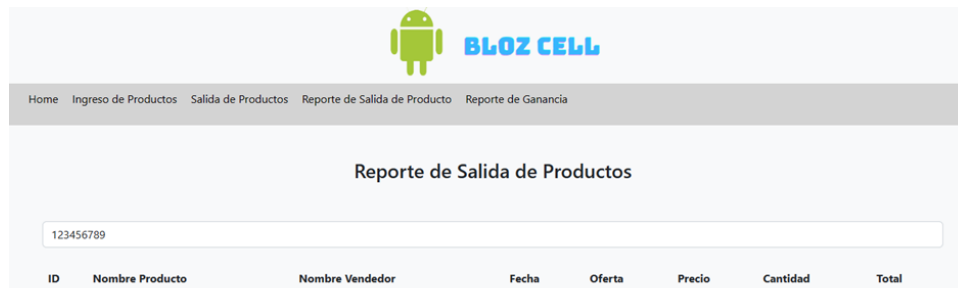 BLOZ CELL
Home Ingreso de Productos Salida de Productos Reporte de Salida de Producto Reporte de Ganancia
Reporte de Salida de Productos
123456789
ID Nombre Producto Nombre Vendedor Fecha Oferta Precio Cantidad Total